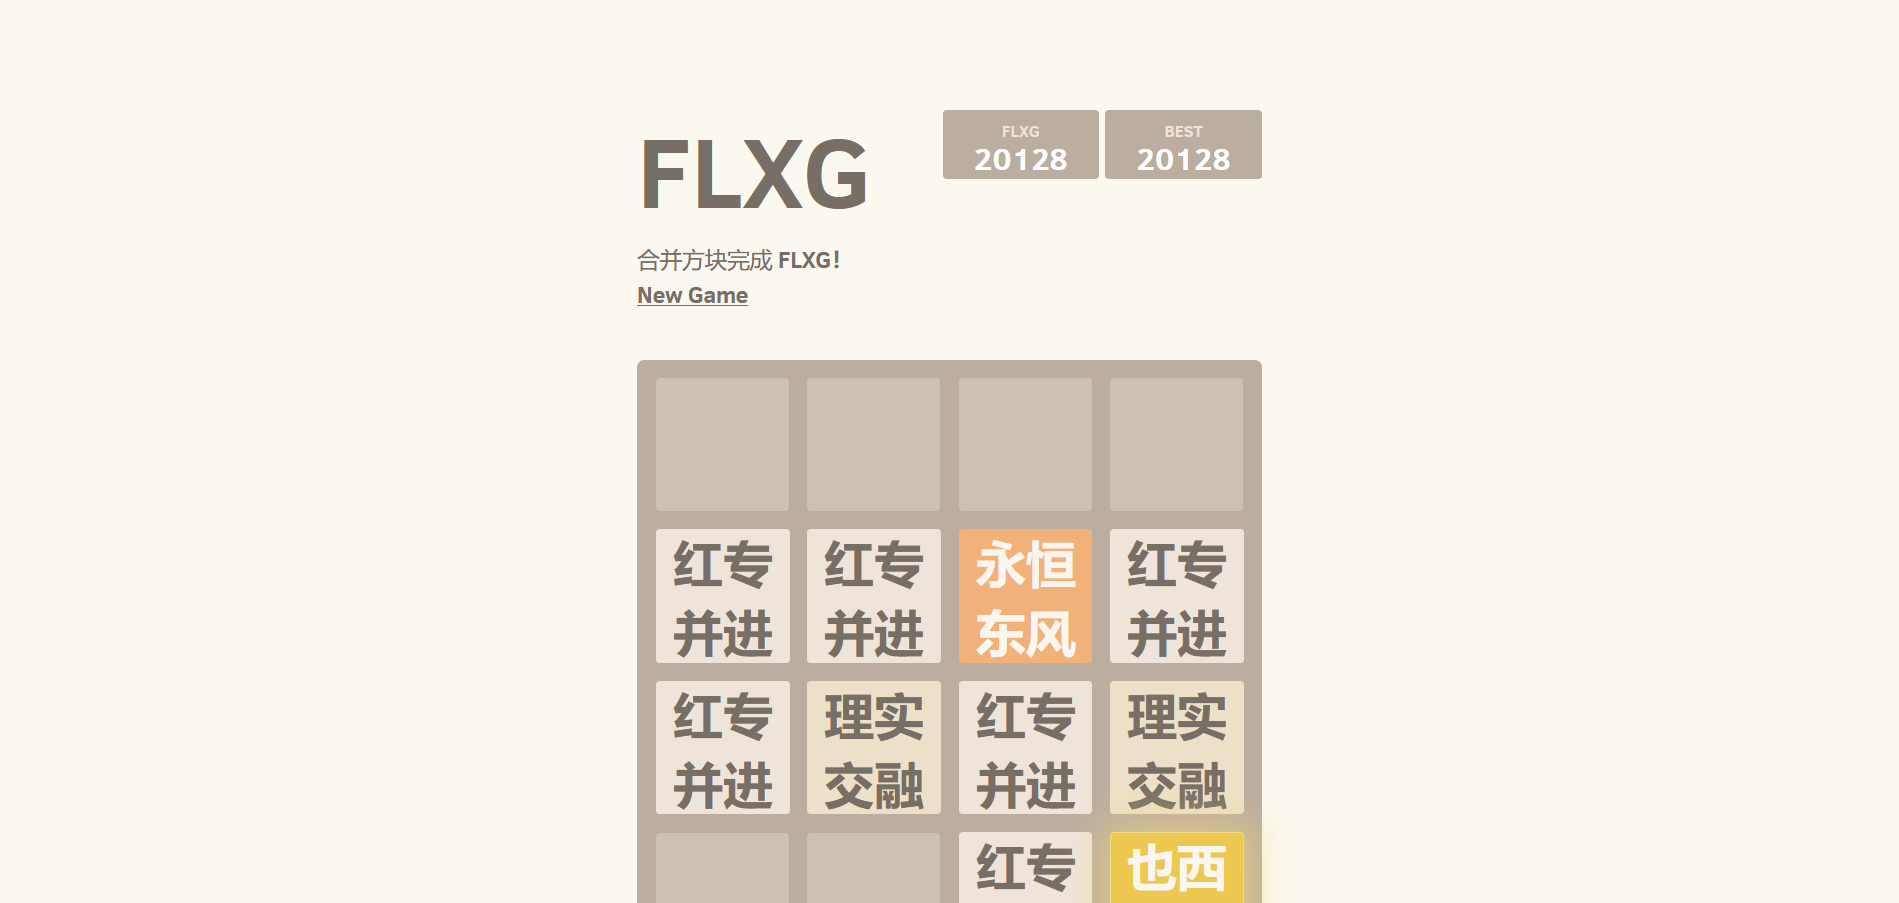 FLXG
FLXG
20128
BEST
20128
合并方块完成 FLXG!
New Game
红专
并进
红专
并进
永恒
东风
红专
并进
红专
并进
理实
交融
红专
并进
理实
交融
红专
也西